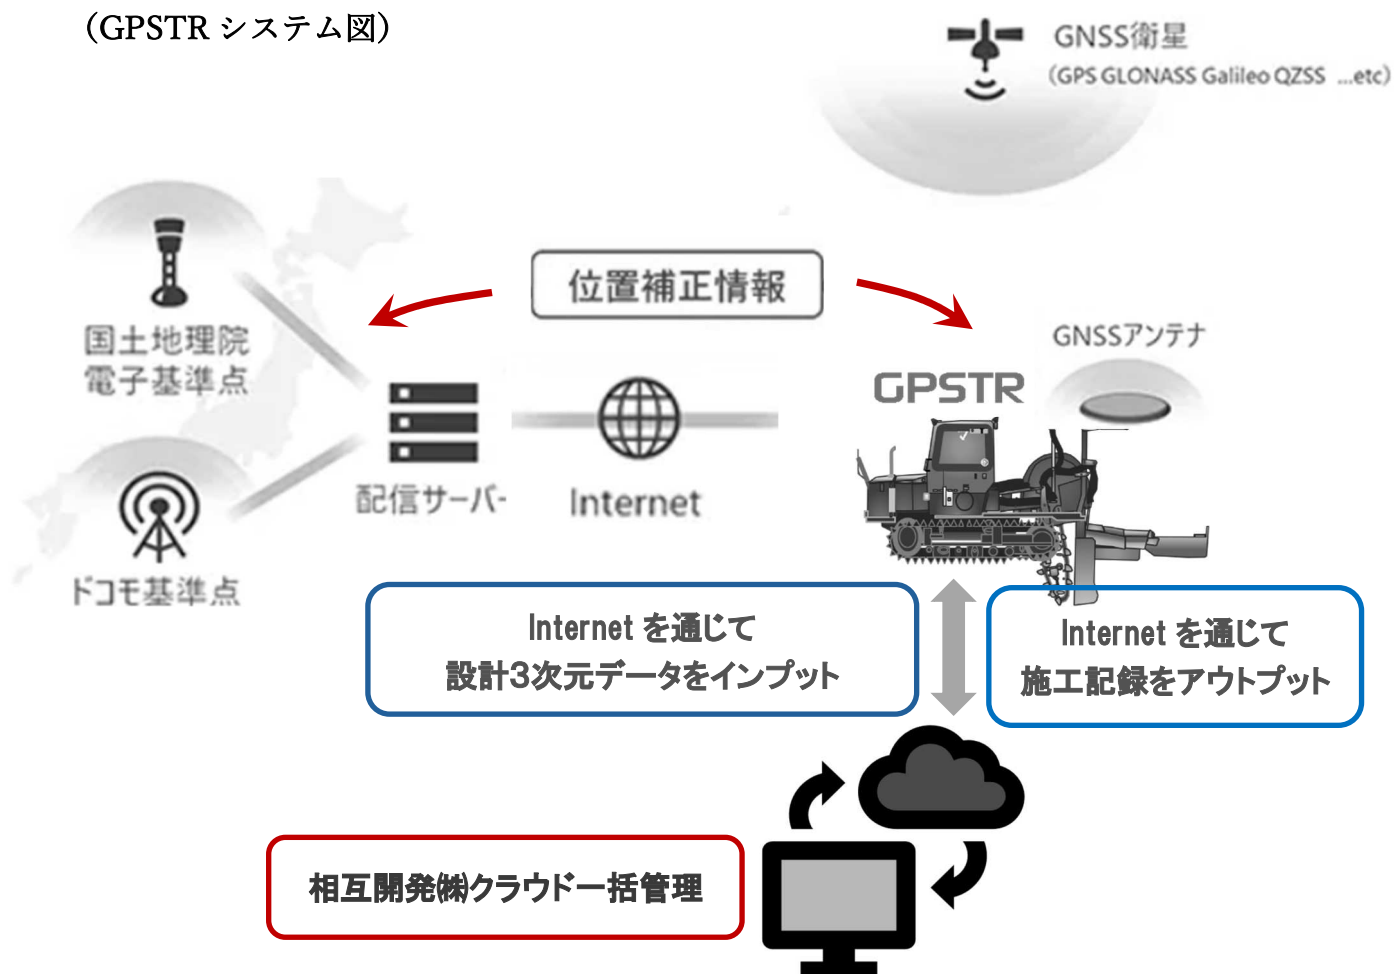 （GPSTR システム図）
GNSS衛星
（GPS GLONASS Galileo QZSS ...etc）
位置補正情報
国土地理院
電子基準点
GNSSアンテナ
GPSTR
配信サーバー
Internet
ドコモ基準点
Internet を通じて
設計3次元データをインプット
Internet を通じて
施工記録をアウトプット
相互開発㈱クラウド一括管理